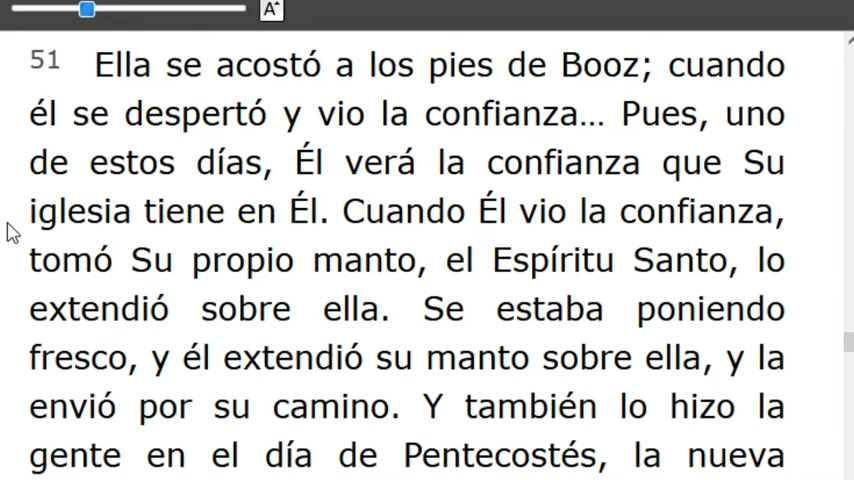 A
51 Ella se acostó a los pies de Booz; cuando
él se despertó y vio la confianza... Pues, uno
de estos días, Él verá la confianza que Su
iglesia tiene en Él. Cuando Él vio la confianza,
tomó Su propio manto, el Espíritu Santo, lo
extendió sobre ella. Se estaba poniendo
fresco, y él extendió su manto sobre ella, y la
envió por su camino. Y también lo hizo la
gente en el día de Pentecostés, la nueva